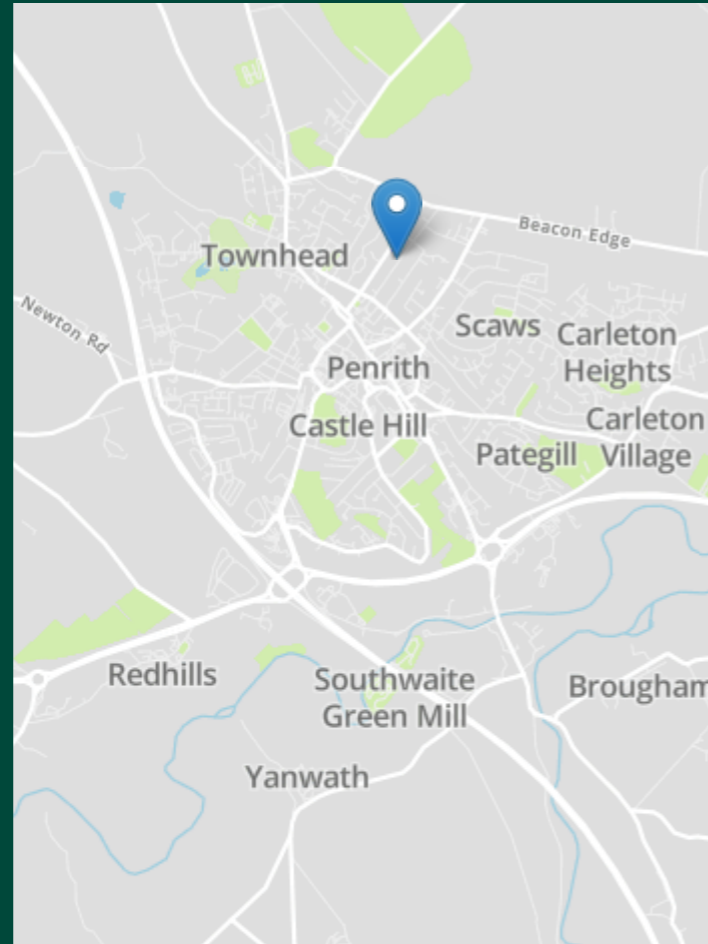 Beacon Edge
Townhead
Newton Rd
Scaws
Carleton
Heights
Penrith
Castle Hill
Carleton
Village
Pategill
Redhills
Southwaite
Green Mill
Brougham
Yanwath